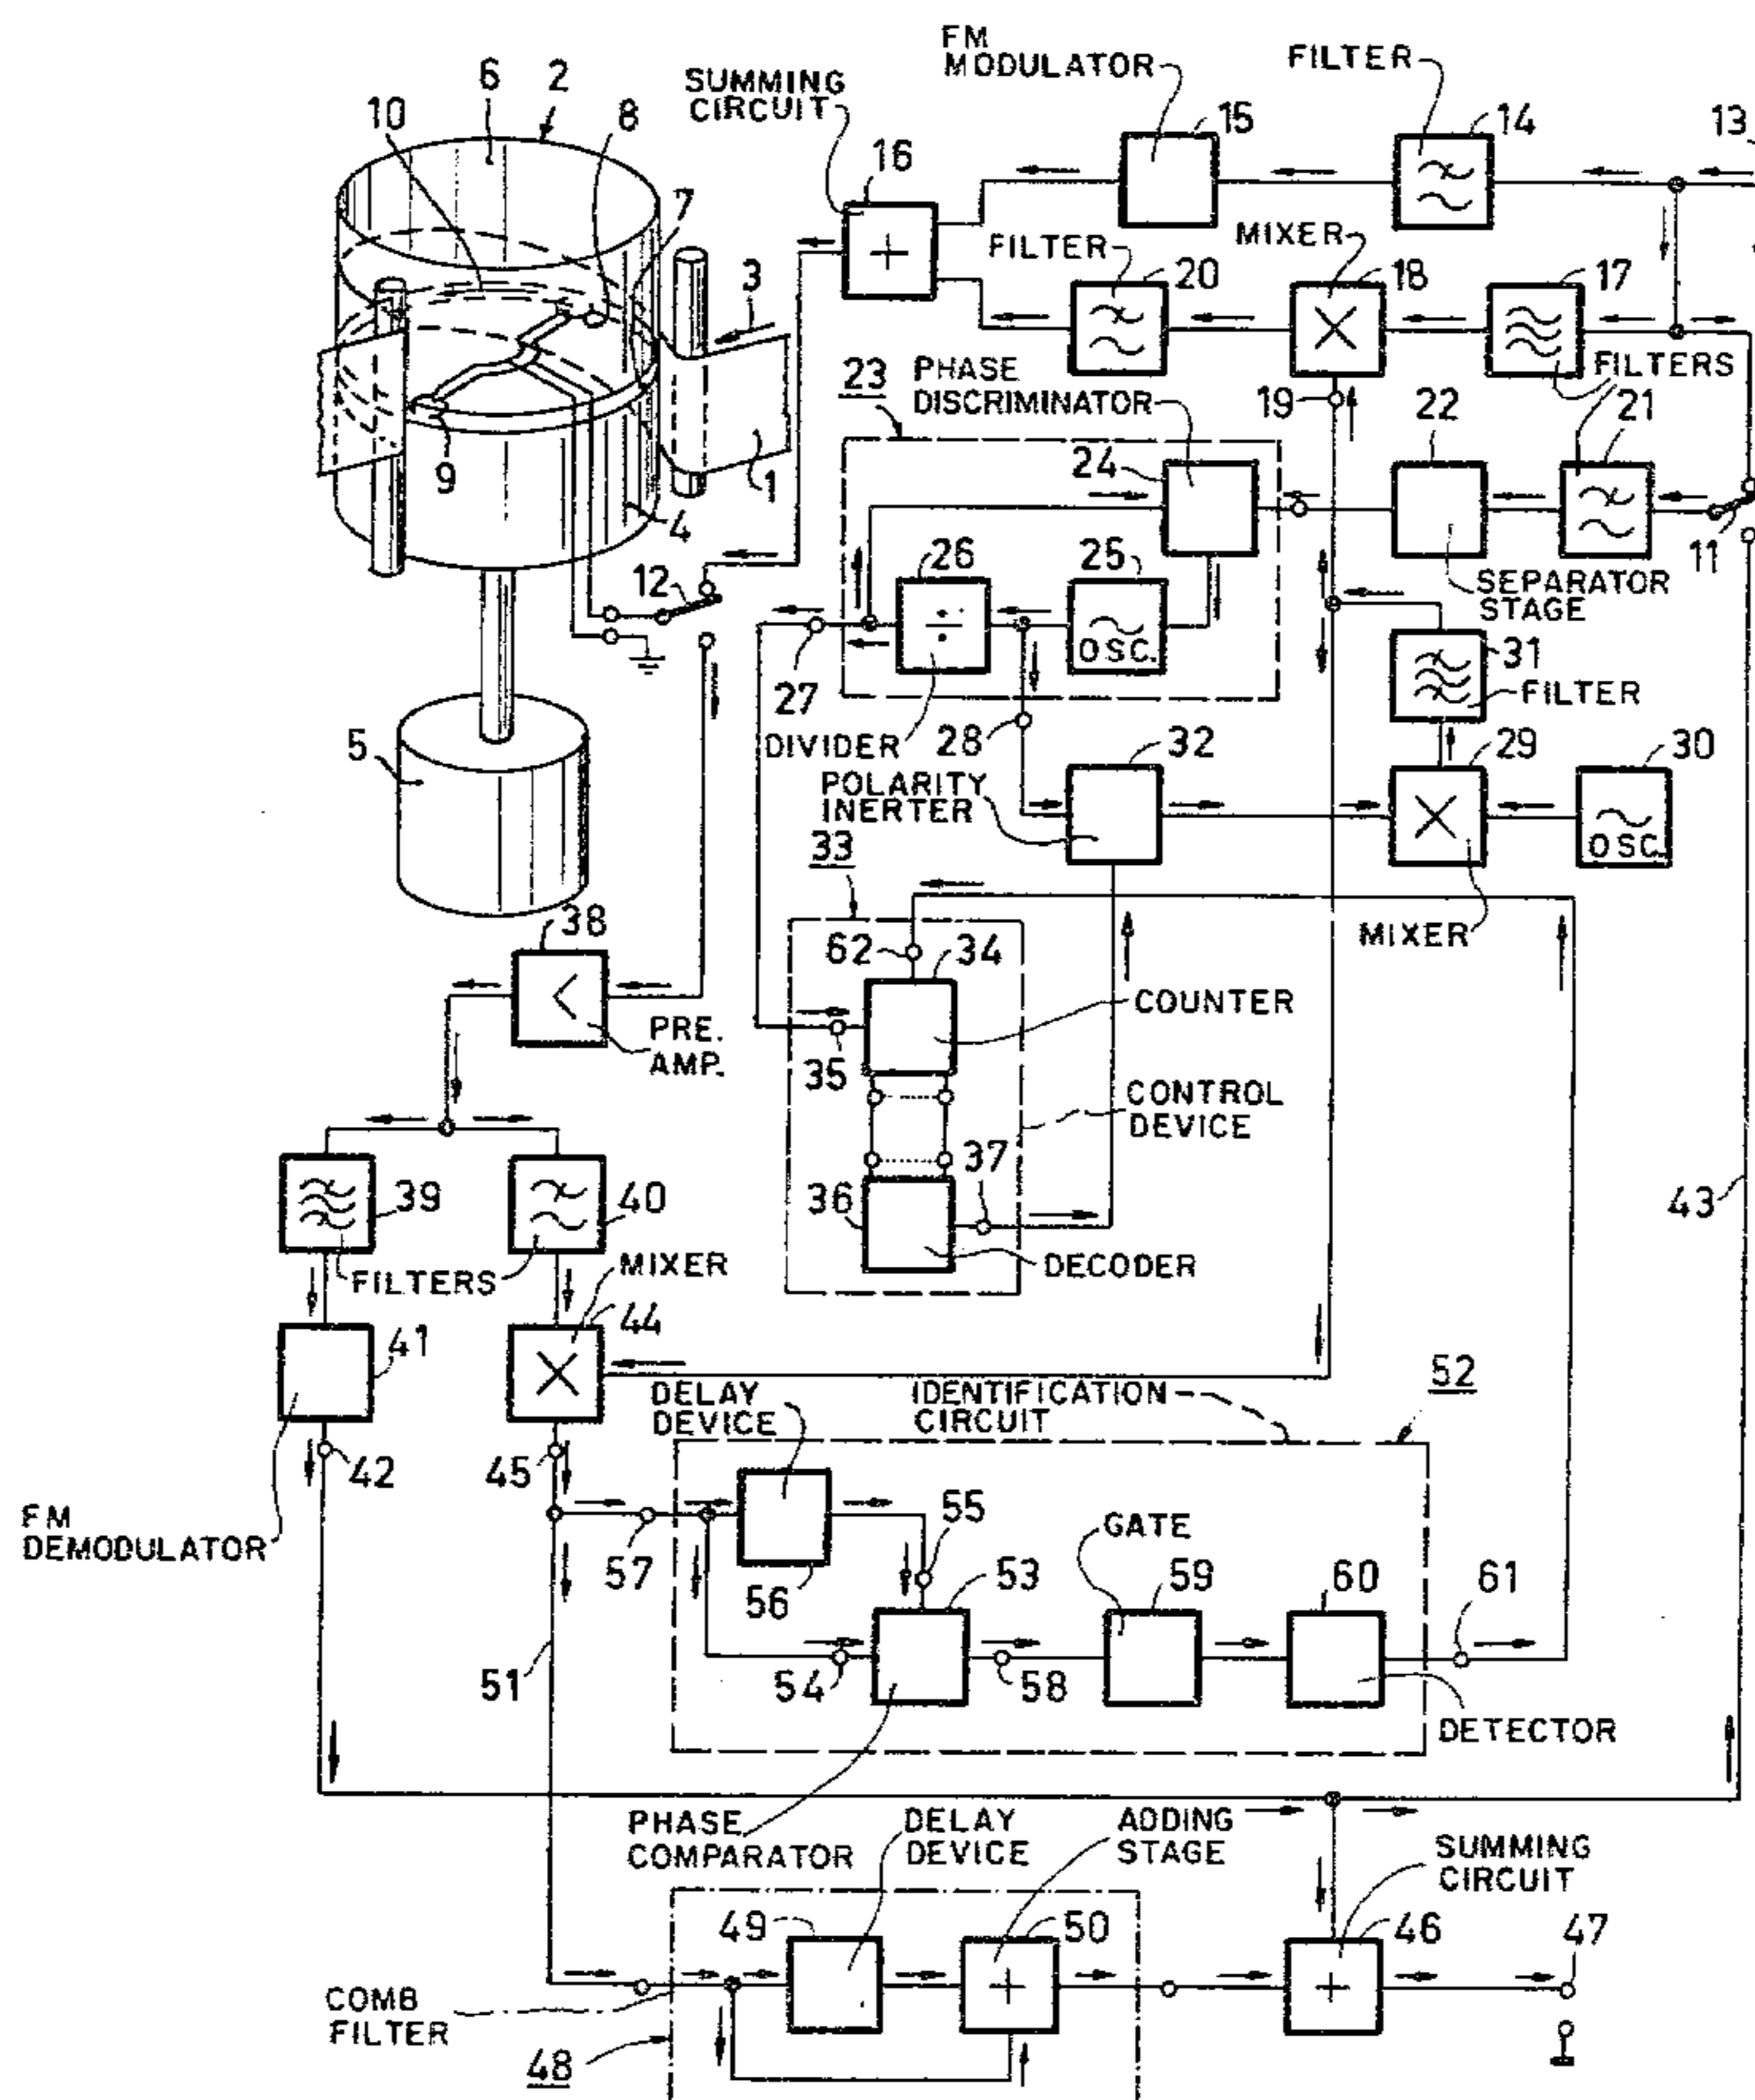 FM
MODULATOR
FILTER
SUMMING
CIRCUIT
6
2
10
8
15
14
13
16
7
3
FILTER
20
MIXER
18
17
FILTERS
23
PHASE
DISCRIMINATOR
19
22
21
24
9
1
4
11
12
26
25
OSC.
SEPARATOR
STAGE
31
FILTER
27
28
DIVIDER
32
29
30
5
POLARITY
INERTER
OSC.
33
MIXER
38
62
34
COUNTER
PRE.
AMP.
35
CONTROL
DEVICE
37
39
40
36
43
DECODER
FILTERS
MIXER
44
41
DELAY
DEVICE
IDENTIFICATION
CIRCUIT
52
42
45
FM
DEMODULATOR
55
GATE
57
56
53
59
60
61
51
54
58
DETECTOR
PHASE
COMPARATOR
DELAY
DEVICE
ADDING
STAGE
SUMMING
CIRCUIT
49
50
46
47
COMB
FILTER
48